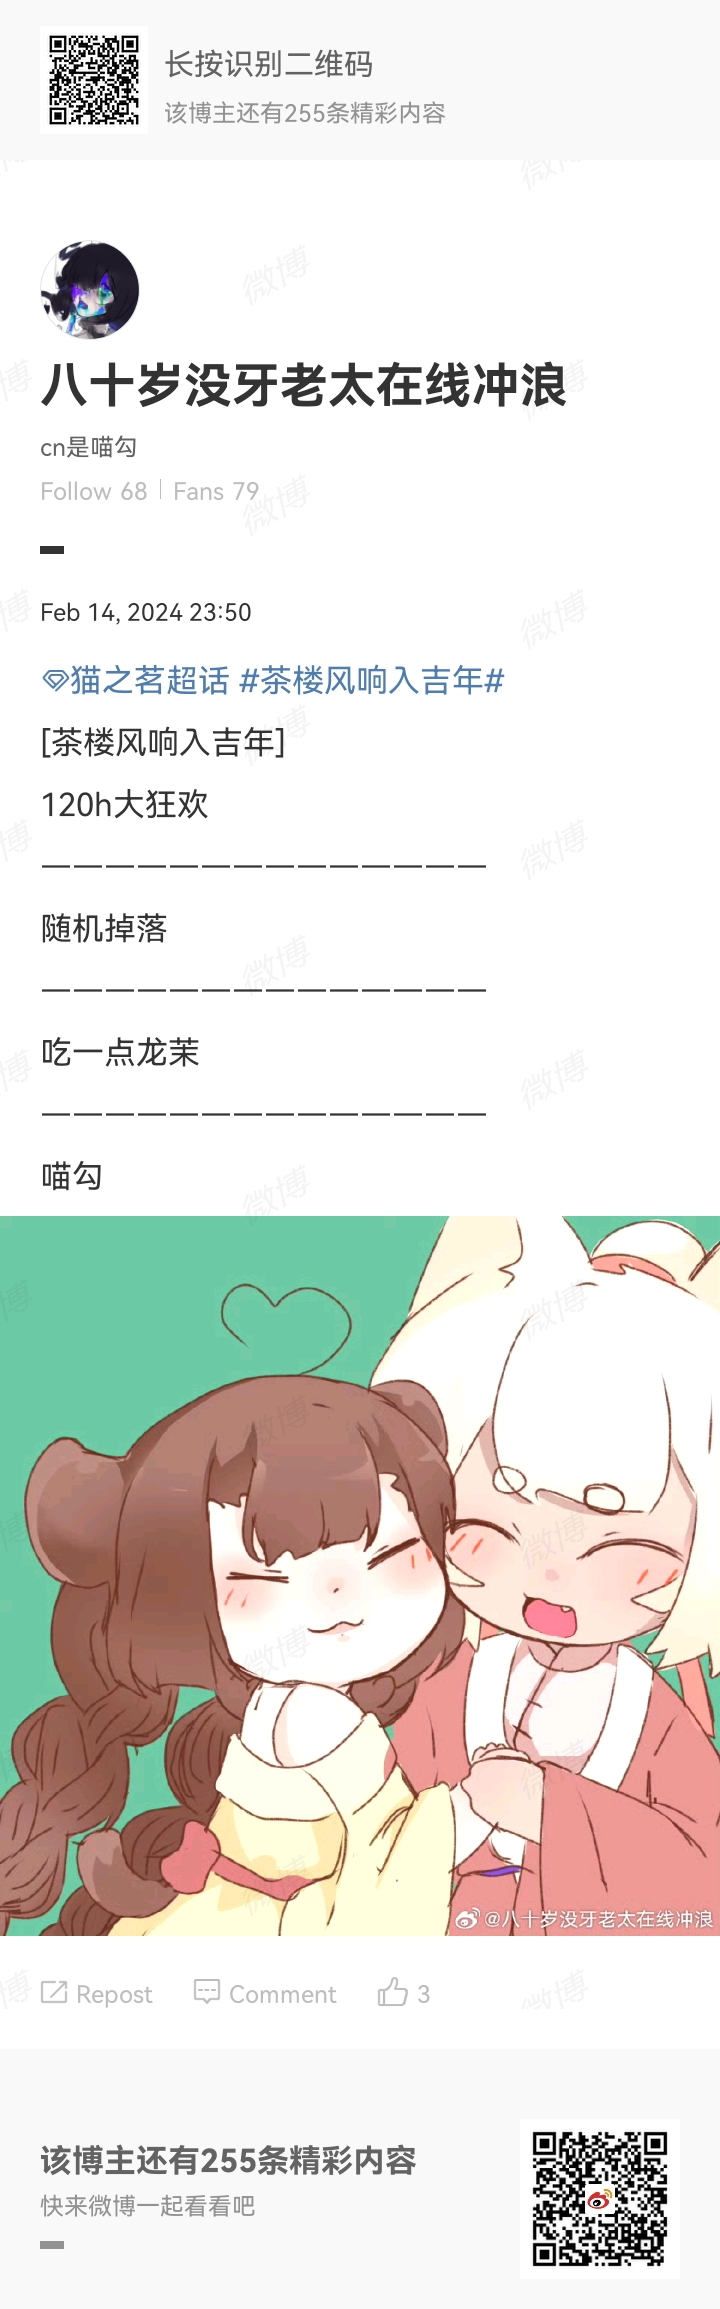 长按识别二维码
该博主还有255条精彩内容
八十岁没牙老太在线冲浪
cn是喵勾
Follow 68 | Fans 79
Feb 14, 2024 23:50
猫之茗超话 #茶楼风响入吉年#
[茶楼风响入吉年]
120h大狂欢
——————————————
随机掉落
——————————————
吃一点龙茉
——————————————
喵勾
@八十岁没牙老太在线冲浪
Repost Comment 3
该博主还有255条精彩内容
快来微博一起看看吧
微博